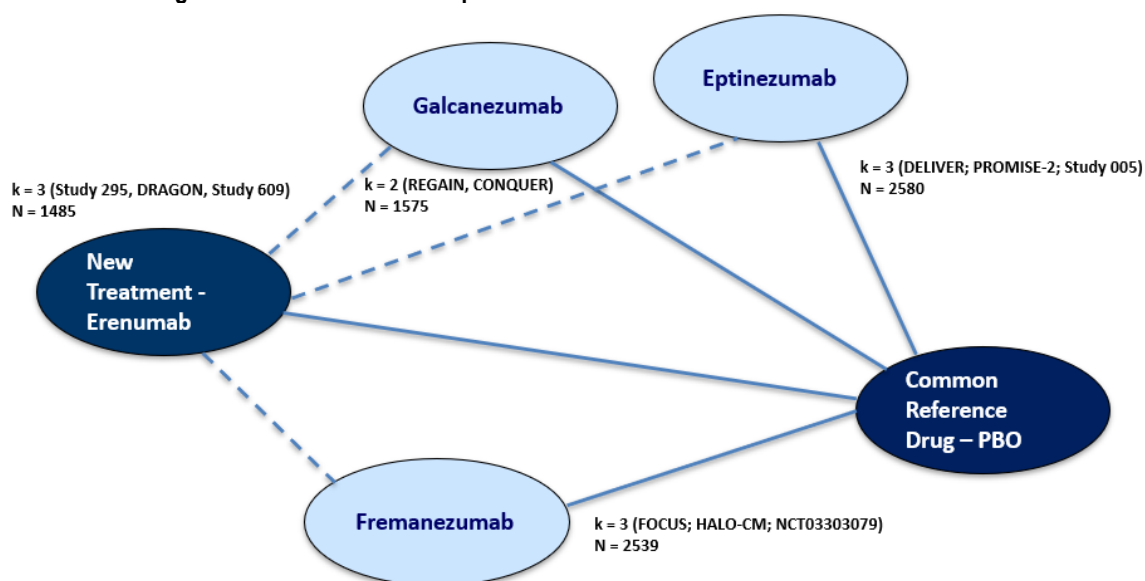 Galcanezumab
Eptinezumab
k = 3 (DELIVER; PROMISE-2; Study 005)
N = 2580
k = 3 (Study 295, DRAGON, Study 609)
N = 1485
k = 2 (REGAIN, CONQUER)
N = 1575
New
Treatment -
Erenumab
Common
Reference
Drug – PBO
Fremanezumab
k = 3 (FOCUS; HALO-CM; NCT03303079)
N = 2539